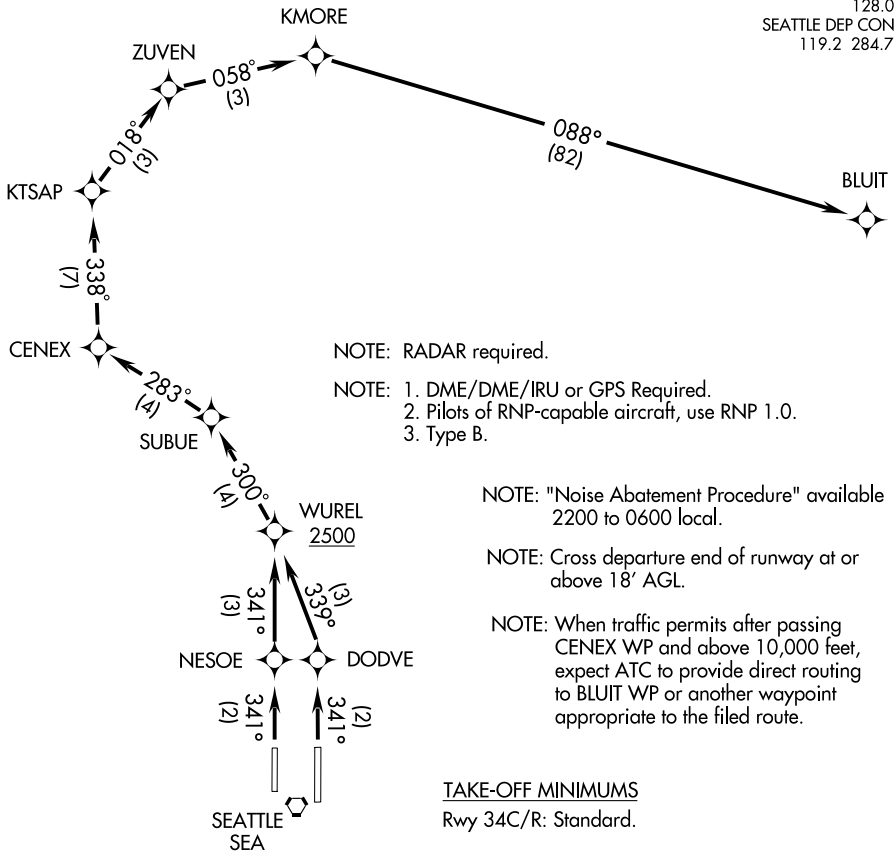 128.0
SEATTLE DEP CON
119.2 284.7
KMORE
ZUVEN
058°
(3)
018°
(3)
088°
(82)
BLUIT
KTSAP
338°
(7)
CENEX
283°
(4)
SUBUE
300°
(4)
WUREL
2500
341°
(3)
339°
(3)
NESOE
DODVE
341°
(2)
341°
(2)
SEATTLE
SEA
NOTE: RADAR required.
NOTE: 1. DME/DME/IRU or GPS Required.
2. Pilots of RNP-capable aircraft, use RNP 1.0.
3. Type B.
NOTE: "Noise Abatement Procedure" available
2200 to 0600 local.
NOTE: Cross departure end of runway at or
above 18' AGL.
NOTE: When traffic permits after passing
CENEX WP and above 10,000 feet,
expect ATC to provide direct routing
to BLUIT WP or another waypoint
appropriate to the filed route.
TAKE-OFF MINIMUMS
Rwy 34C/R: Standard.